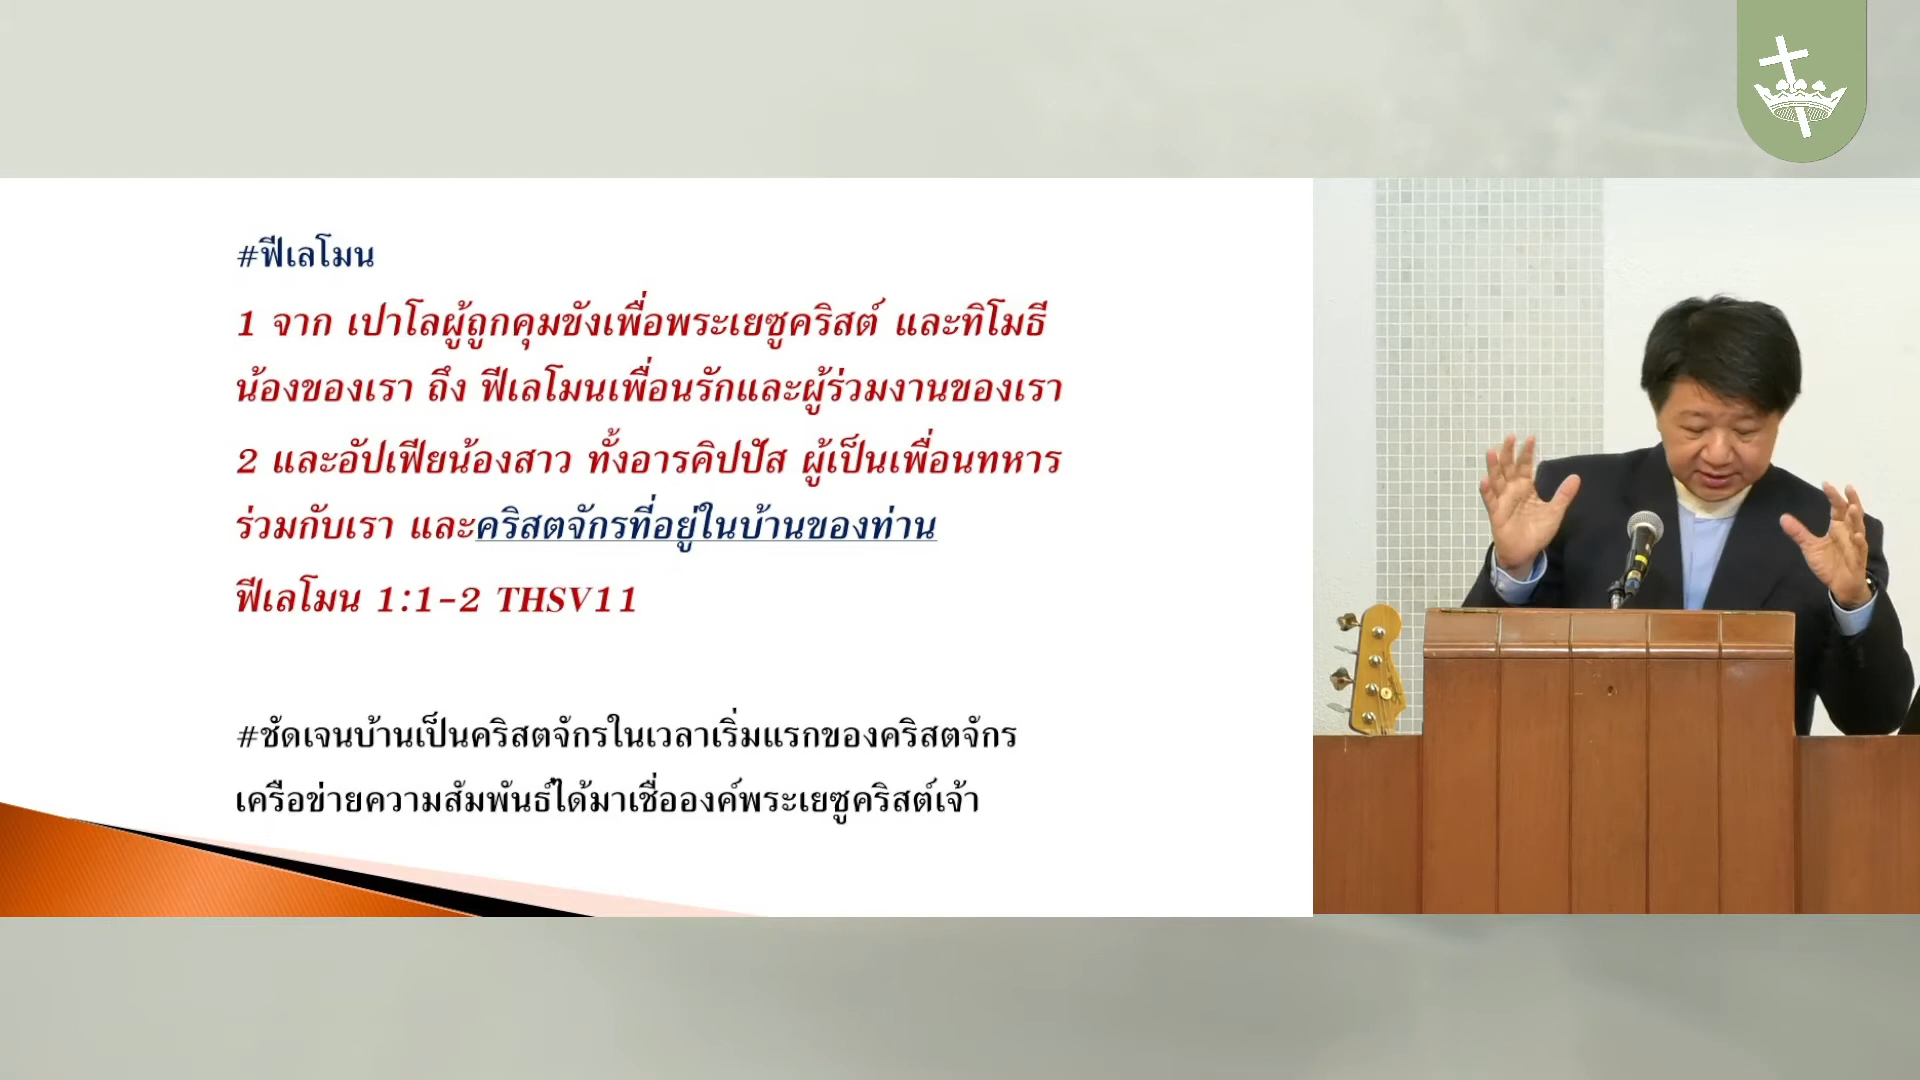 #ฟีเลโมน
1 จาก เปาโลผู้ถูกคุมขังเพื่อพระเยซูคริสต์ และทิโมธี
น้องของเรา ถึง ฟีเลโมนเพื่อนรักและผู้ร่วมงานของเรา
2 และอัปเฟียน้องสาว ทั้งอารคิปปัส ผู้เป็นเพื่อนทหาร
ร่วมกับเรา และคริสตจักรที่อยู่ในบ้านของท่าน
ฟีเลโมน 1:1-2 THSV11
#ชัดเจนบ้านเป็นคริสตจักรในเวลาเริ่มแรกของคริสตจักร
เครือข่ายความสัมพันธ์ได้มาเชื่อองค์พระเยซูคริสต์เจ้า